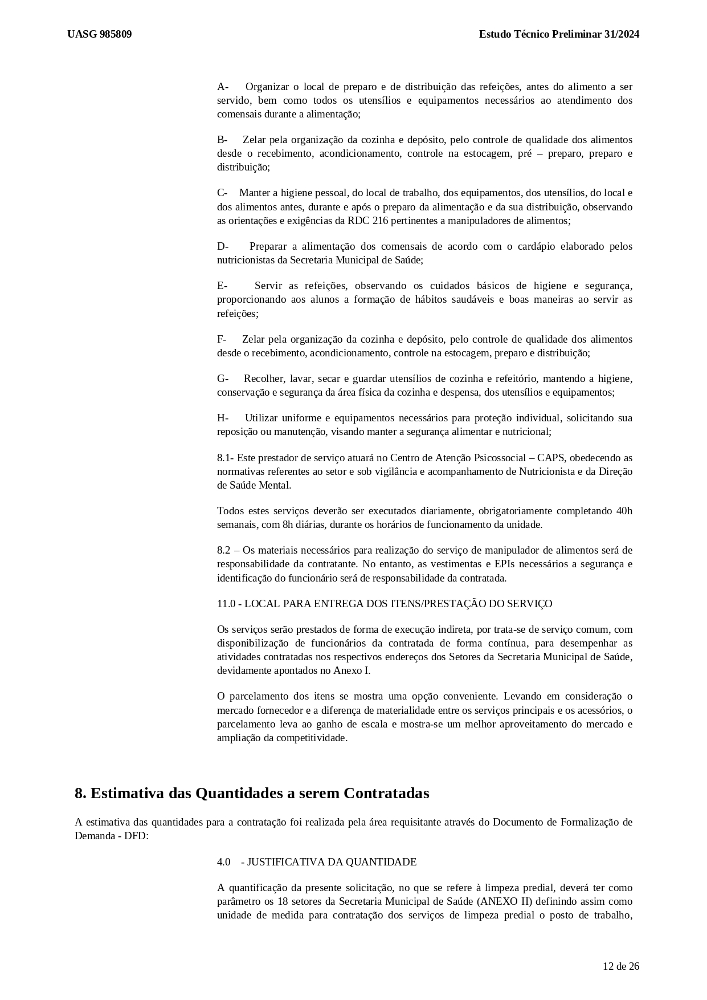 UASG 985809
Estudo Técnico Preliminar 31/2024
A- Organizar o local de preparo e de distribuição das refeições, antes do alimento a ser
servido, bem como todos os utensílios e equipamentos necessários ao atendimento dos
comensais durante a alimentação;
B- Zelar pela organização da cozinha e depósito, pelo controle de qualidade dos alimentos
desde o recebimento, acondicionamento, controle na estocagem, pré – preparo, preparo e
distribuição;
C- Manter a higiene pessoal, do local de trabalho, dos equipamentos, dos utensílios, do local e
dos alimentos antes, durante e após o preparo da alimentação e da sua distribuição, observando
as orientações e exigências da RDC 216 pertinentes a manipuladores de alimentos;
D- Preparar a alimentação dos comensais de acordo com o cardápio elaborado pelos
nutricionistas da Secretaria Municipal de Saúde;
E- Servir as refeições, observando os cuidados básicos de higiene e segurança,
proporcionando aos alunos a formação de hábitos saudáveis e boas maneiras ao servir as
refeições;
F- Zelar pela organização da cozinha e depósito, pelo controle de qualidade dos alimentos
desde o recebimento, acondicionamento, controle na estocagem, preparo e distribuição;
G- Recolher, lavar, secar e guardar utensílios de cozinha e refeitório, mantendo a higiene,
conservação e segurança da área física da cozinha e despensa, dos utensílios e equipamentos;
H- Utilizar uniforme e equipamentos necessários para proteção individual, solicitando sua
reposição ou manutenção, visando manter a segurança alimentar e nutricional;
8.1- Este prestador de serviço atuará no Centro de Atenção Psicossocial – CAPS, obedecendo as
normativas referentes ao setor e sob vigilância e acompanhamento de Nutricionista e da Direção
de Saúde Mental.
Todos estes serviços deverão ser executados diariamente, obrigatoriamente completando 40h
semanais, com 8h diárias, durante os horários de funcionamento da unidade.
8.2 – Os materiais necessários para realização do serviço de manipulador de alimentos será de
responsabilidade da contratante. No entanto, as vestimentas e EPIs necessários a segurança e
identificação do funcionário será de responsabilidade da contratada.
11.0 - LOCAL PARA ENTREGA DOS ITENS/PRESTAÇÃO DO SERVIÇO
Os serviços serão prestados de forma de execução indireta, por trata-se de serviço comum, com
disponibilização de funcionários da contratada de forma contínua, para desempenhar as
atividades contratadas nos respectivos endereços dos Setores da Secretaria Municipal de Saúde,
devidamente apontados no Anexo I.
O parcelamento dos itens se mostra uma opção conveniente. Levando em consideração o
mercado fornecedor e a diferença de materialidade entre os serviços principais e os acessórios, o
parcelamento leva ao ganho de escala e mostra-se um melhor aproveitamento do mercado e
ampliação da competitividade.
8. Estimativa das Quantidades a serem Contratadas
A estimativa das quantidades para a contratação foi realizada pela área requisitante através do Documento de Formalização de
Demanda - DFD:
4.0 - JUSTIFICATIVA DA QUANTIDADE
A quantificação da presente solicitação, no que se refere à limpeza predial, deverá ter como
parâmetro os 18 setores da Secretaria Municipal de Saúde (ANEXO II) definindo assim como
unidade de medida para contratação dos serviços de limpeza predial o posto de trabalho,
12 de 26